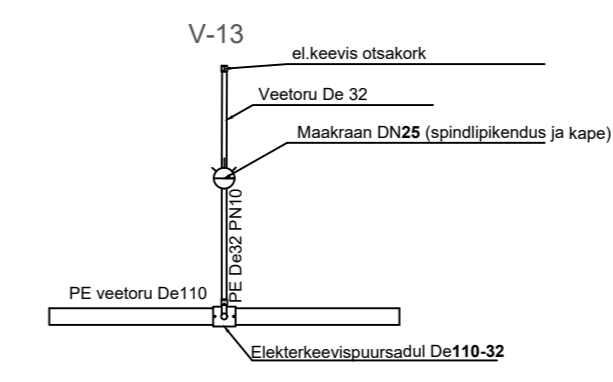 V-13
el.keevis otsakork
Veetoru De 32
Maakraan DN25 (spindlipikendus ja kape)
PE De32 PN10
PE veetoru De110
Elekterkeevispuursadul De110-32